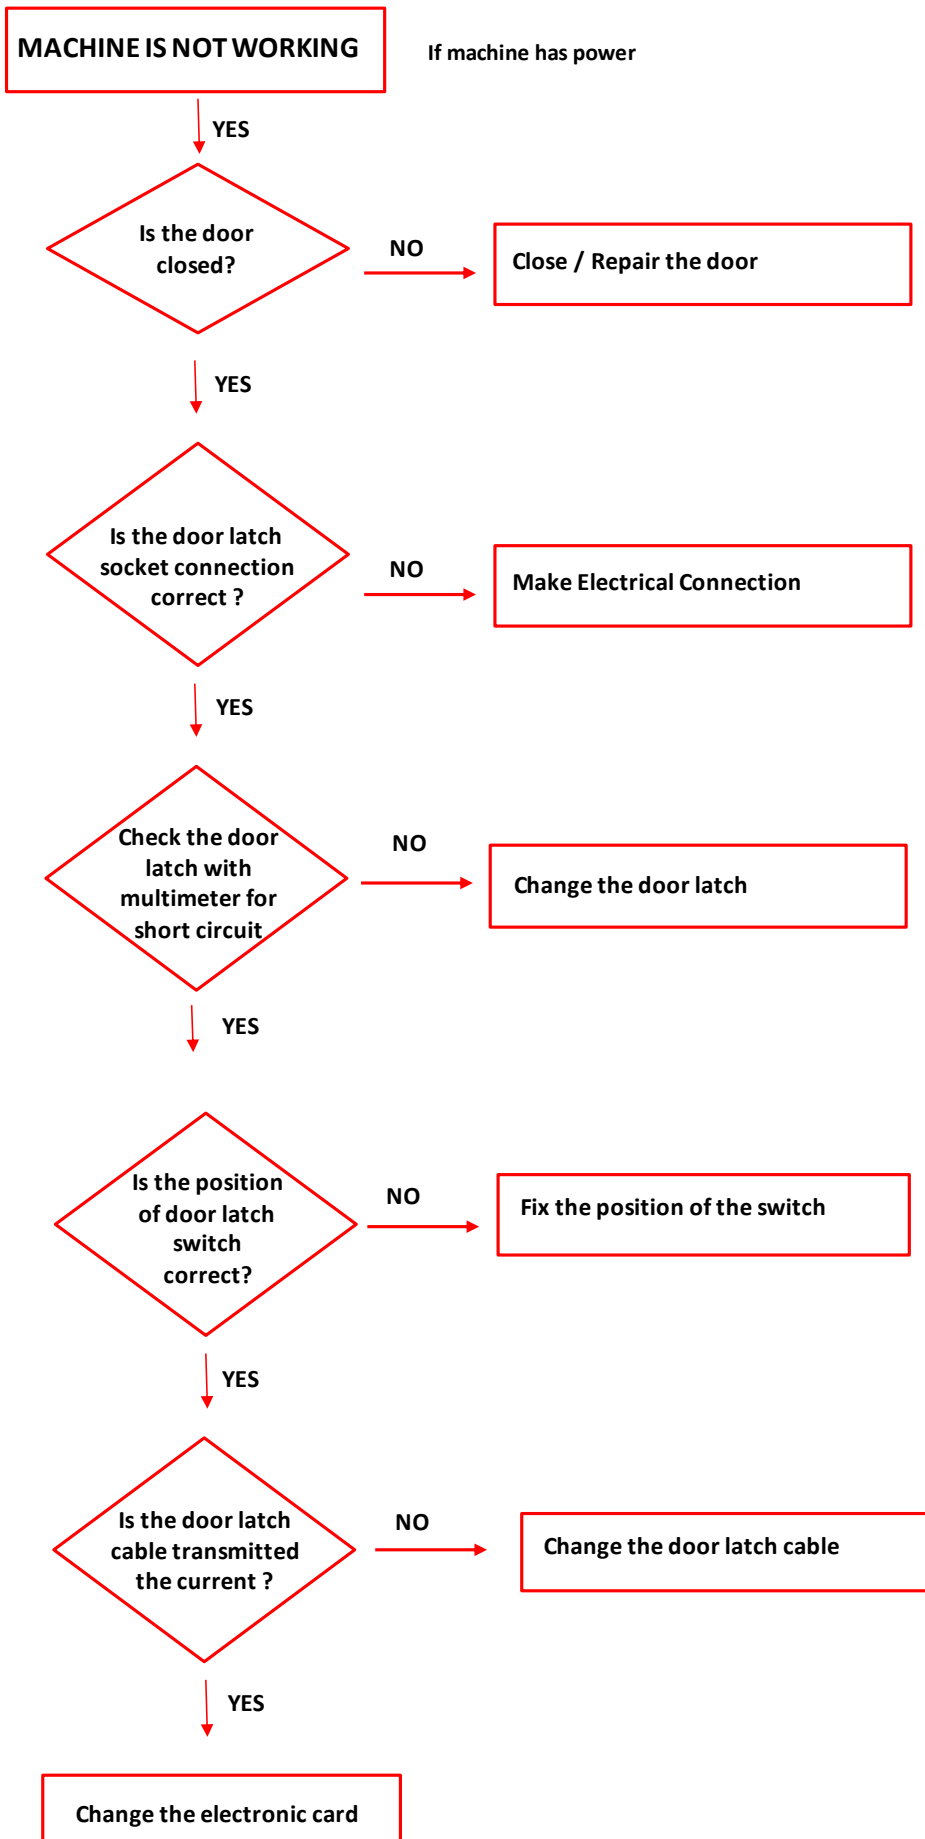 MACHINE IS NOT WORKING
If machine has power
YES
Is the door
closed?
NO
Close / Repair the door
YES
Is the door latch
socket connection
correct ?
NO
Make Electrical Connection
YES
Check the door
latch with
multimeter for
short circuit
NO
Change the door latch
YES
Is the position
of door latch
switch
correct?
NO
Fix the position of the switch
YES
Is the door latch
cable transmitted
the current ?
NO
Change the door latch cable
YES
Change the electronic card